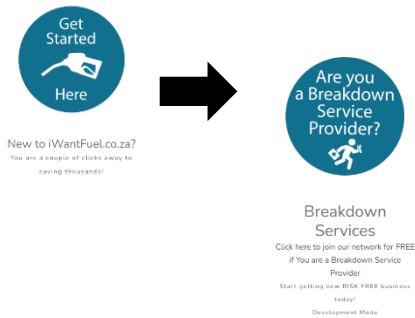 Get
Started
Here
New to iWantFuel.co.za?
You are a couple of clicks away to
saving thousands!
Are you
a Breakdown
Service
Provider?
Breakdown
Services
Click here to join our network for FREE
if You are a Breakdown Service
Provider
Start getting new RISK FREE business
today!
Development Mode